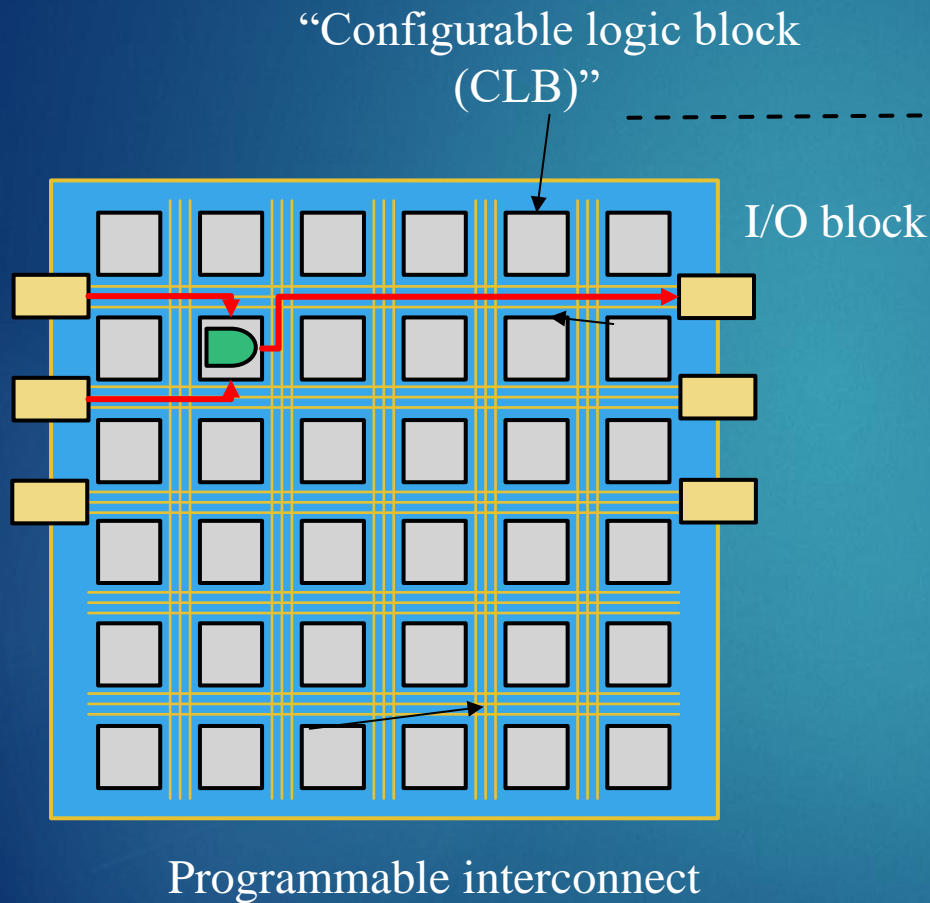 “Configurable logic block
(CLB)”
I/O block
Programmable interconnect